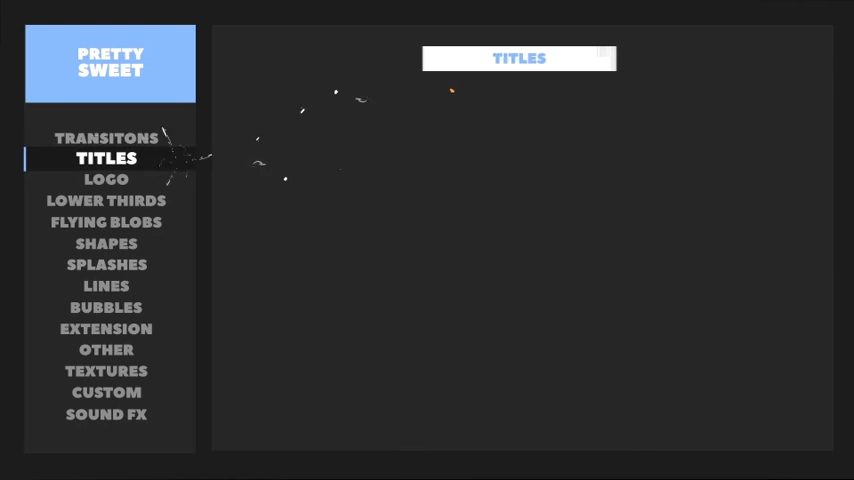 PRETTY
SWEET
TRANSITONS
TITLES
LOGO
LOWER THIRDS
FLYING BLOBS
SHAPES
SPLASHES
LINES
BUBBLES
EXTENSION
OTHER
TEXTURES
CUSTOM
SOUND FX
TITLES